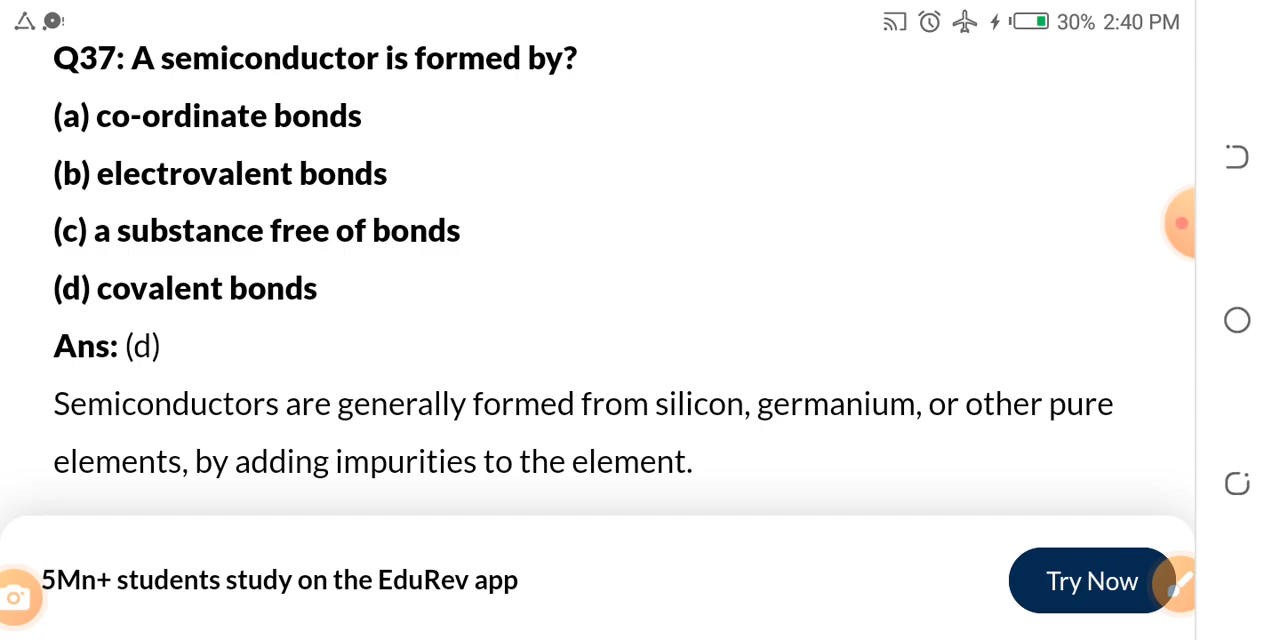 30% 2:40 PM
Q37: A semiconductor is formed by?
(a) co-ordinate bonds
(b) electrovalent bonds
(c) a substance free of bonds
(d) covalent bonds
Ans: (d)
Semiconductors are generally formed from silicon, germanium, or other pure
elements, by adding impurities to the element.
5Mn+ students study on the EduRev app
Try Now